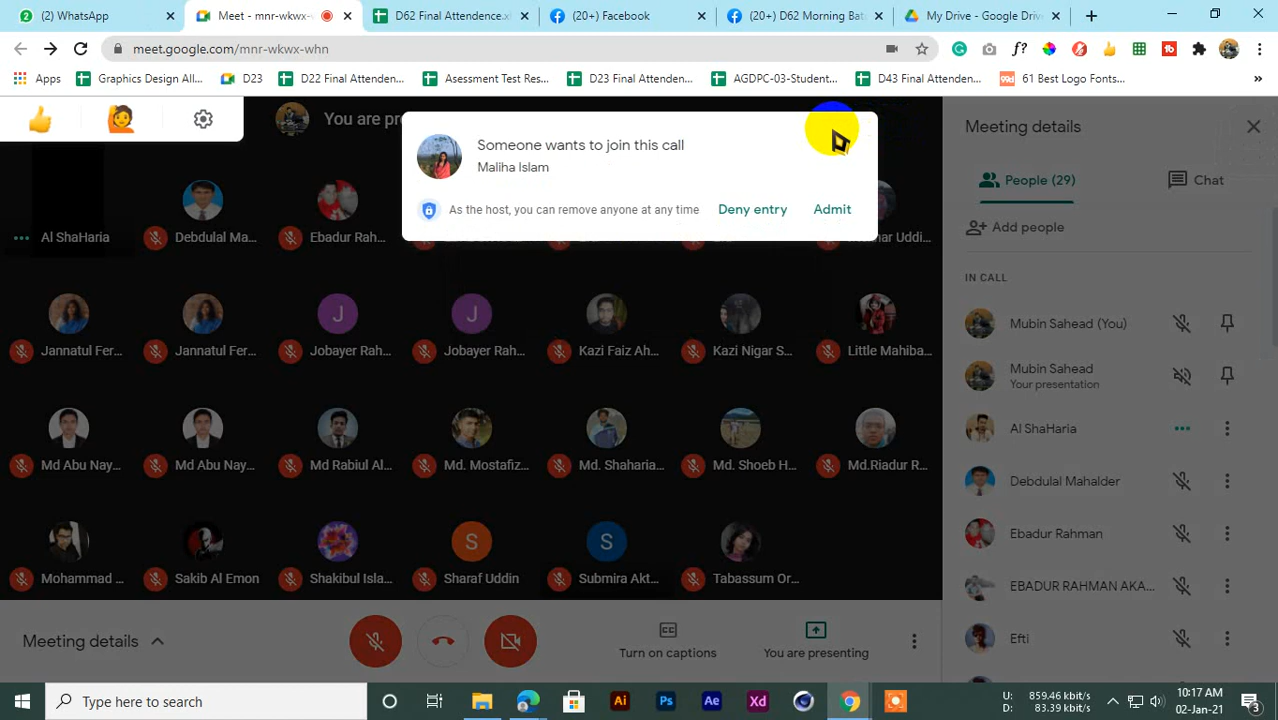 (2) WhatsApp
Meet - mnr-wkwx-w
D62 Final Attendence.x
(20+) Facebook
(20+) D62 Morning Bat
My Drive - Google Dri
meet.google.com/mnr-wkwx-whn
Apps
Graphics Design All...
D23
D22 Final Attenden...
Asessment Test Res...
D23 Final Attenden...
AGDPC-03-Student...
D43 Final Attenden...
61 Best Logo Fonts...
You are pre
Someone wants to join this call
Maliha Islam
As the host, you can remove anyone at any time
Deny entry
Admit
Al ShaHaria
Debdulal Ma...
Ebadur Rah...
Uddi...
Jannatul Fer...
Jannatul Fer...
Jobayer Rah...
Jobayer Rah...
Kazi Faiz Ah...
Kazi Nigar S...
Little Mahiba...
J
J
Md Abu Nay...
Md Abu Nay...
Md Rabiul Al...
Md. Mostafiz...
Md. Shaharia...
Md. Shoeb H...
Md.Riadur R...
S
S
Mohammad ...
Sakib Al Emon
Shakibul Isla...
Sharaf Uddin
Submira Akt...
Tabassum Or...
Meeting details
People (29)
Chat
Add people
IN CALL
Mubin Sahead (You)
Mubin Sahead
Your presentation
Al ShaHaria
Debdulal Mahalder
Ebadur Rahman
EBADUR RAHMAN AKA...
Efti
Meeting details
Turn on captions
You are presenting
Type here to search
Ai
Ps
Ae
Xd
U: 859.46 kbit/s
D: 83.39 kbit/s
10:17 AM
02-Jan-21
3